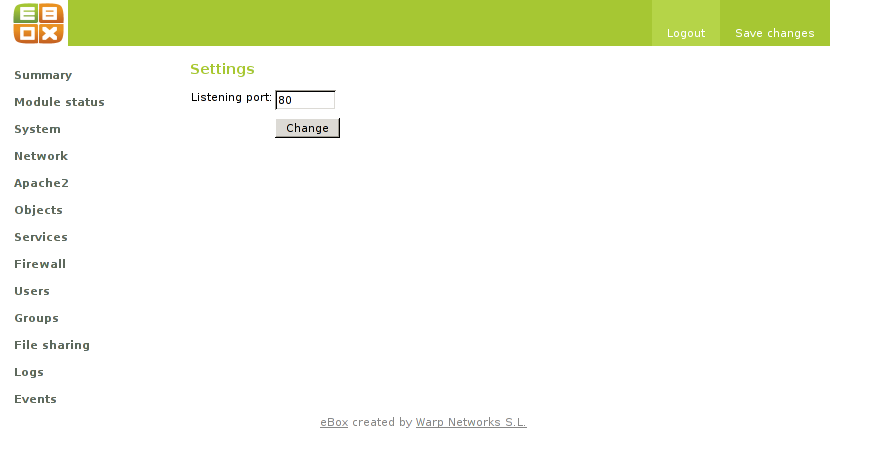 EBOX
Logout
Save changes
Summary
Module status
System
Network
Apache2
Objects
Services
Firewall
Users
Groups
File sharing
Logs
Events
Settings
Listening port: 80
Change
eBox created by Warp Networks S.L.